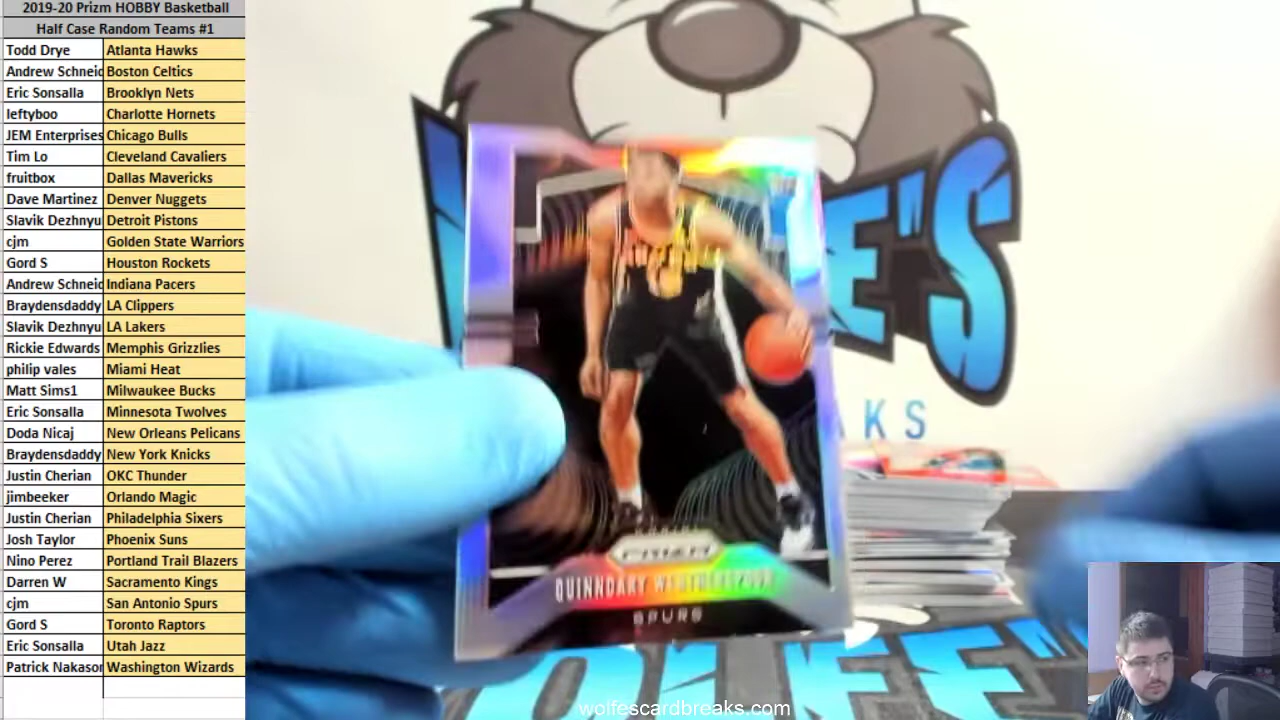 2019-20 Prizm HOBBY Basketball
Half Case Random Teams #1
Todd Drye Atlanta Hawks
Andrew Schneid Boston Celtics
Eric Sonsalla Brooklyn Nets
leftyboo Charlotte Hornets
JEM Enterprises Chicago Bulls
Tim Lo Cleveland Cavaliers
fruitbox Dallas Mavericks
Dave Martinez Denver Nuggets
Slavik Dezhnyu Detroit Pistons
cjm Golden State Warriors
Gord S Houston Rockets
Andrew Schneid Indiana Pacers
Braydensdaddy LA Clippers
Slavik Dezhnyu LA Lakers
Rickie Edwards Memphis Grizzlies
philip vales Miami Heat
Matt Sims1 Milwaukee Bucks
Eric Sonsalla Minnesota Twolves
Doda Nicaj New Orleans Pelicans
Braydensdaddy New York Knicks
Justin Cherian OKC Thunder
jimbeeker Orlando Magic
Justin Cherian Philadelphia Sixers
Josh Taylor Phoenix Suns
Nino Perez Portland Trail Blazers
Darren W Sacramento Kings
cjm San Antonio Spurs
Gord S Toronto Raptors
Eric Sonsalla Utah Jazz
Patrick Nakason Washington Wizards
E'S
AKS
PANINI
PRIZM
QUINNDARY WEATHERSPOON
SPURS
wolfescardbreaks.com